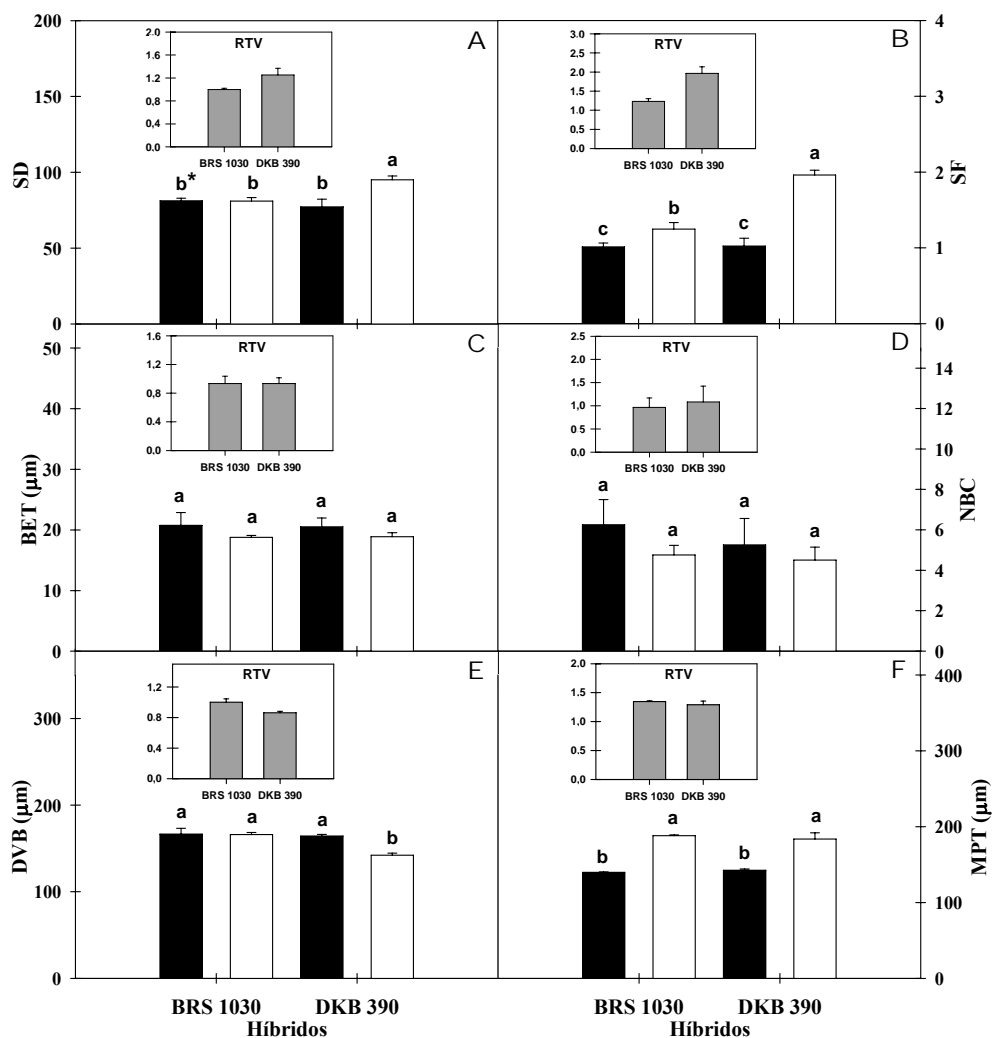 200
150
100
50
0
SD
A
RTV
2.0
1.6
1.2
0.8
0,4
0.0
BRS 1030 DKB 390
b* b b a
4
3
2
1
0
SF
B
RTV
3.0
2.5
2.0
1.5
1.0
0.5
0.0
BRS 1030 DKB 390
c b c a
50
40
30
20
10
0
BET (µm)
C
RTV
1.6
1.2
0.8
0.4
0.0
BRS 1030 DKB 390
a a a a
14
12
10
8
6
4
2
0
NBC
D
RTV
2.5
2.0
1.5
1,0
0 5
0.0
BRS 1030 DKB 390
a a a a
300
200
100
0
DVB (µm)
E
RTV
1,2
0.8
0,4
0,0
BRS 1030 DKB 390
a a a b
400
300
200
100
0
MPT (µm)
F
RTV
2.0
1.5
1.0
0.5
0.0
BRS 1030 DKB 390
b a b a
BRS 1030 DKB 390
Híbridos
BRS 1030 DKB 390
Híbridos